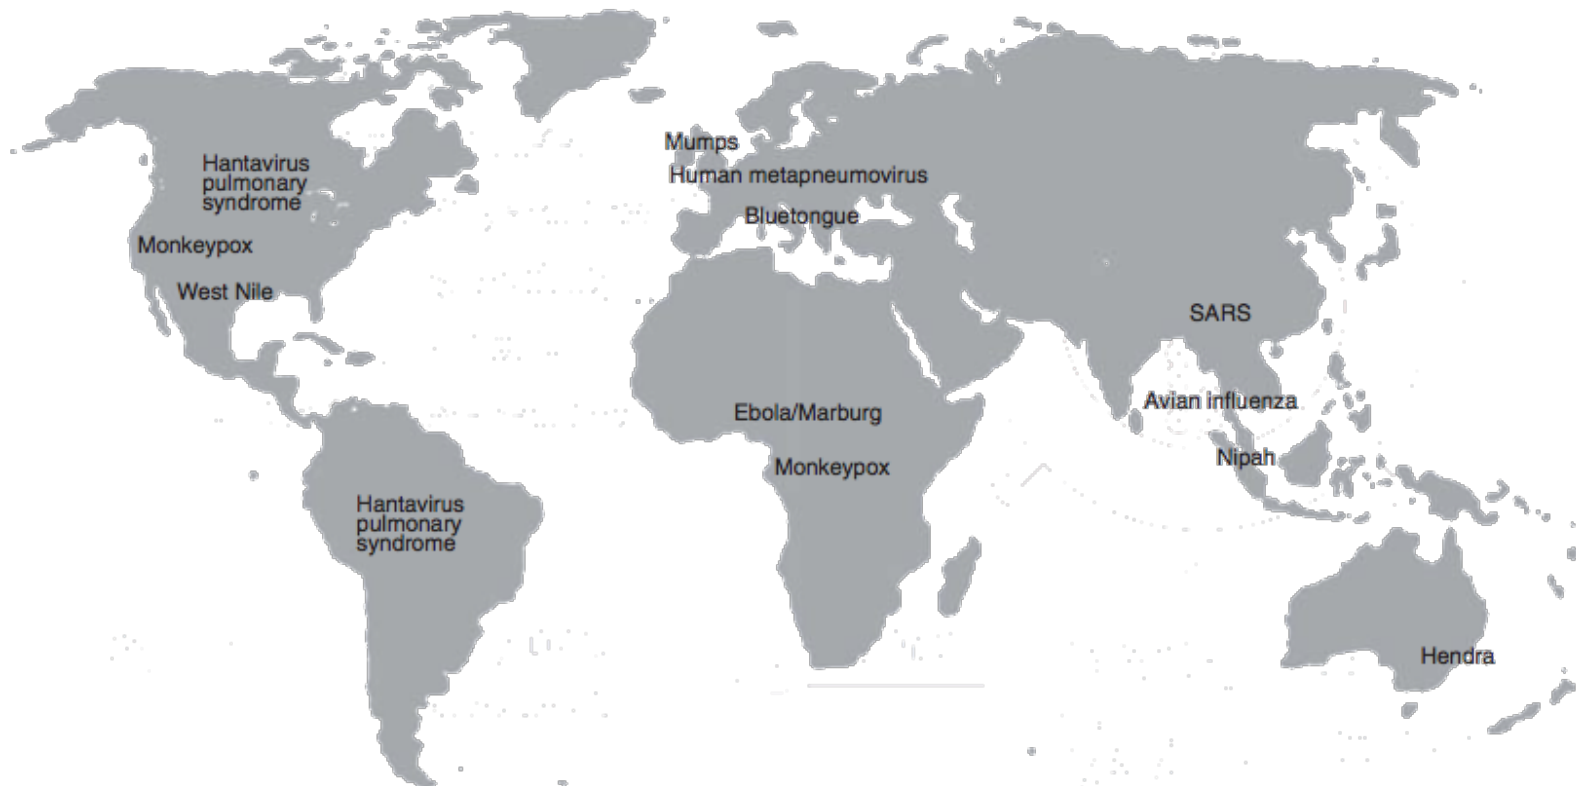 Mumps
Human metapneumovirus
Bluetongue
Hantavirus
pulmonary
syndrome
Monkeypox
West Nile
SARS
Avian influenza
Nipah
Ebola/Marburg
Monkeypox
Hantavirus
pulmonary
syndrome
Hendra